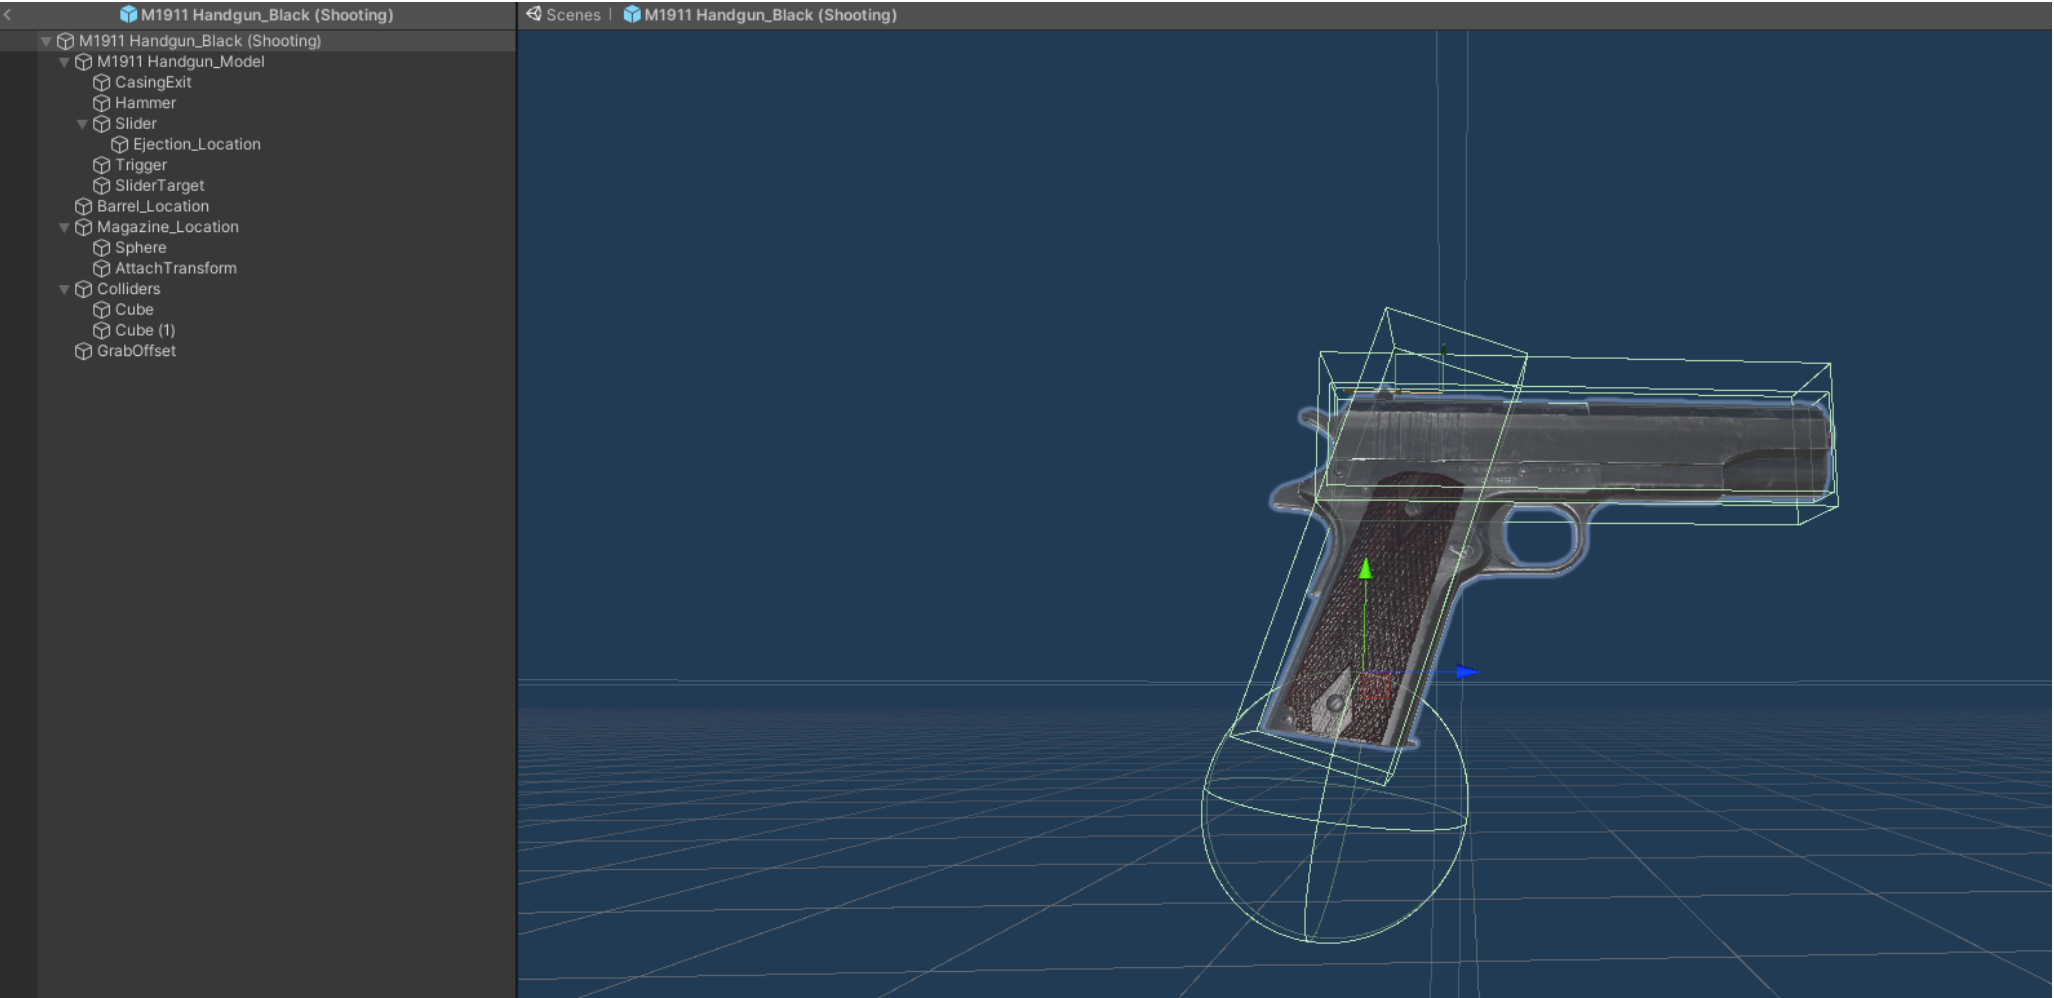 M1911 Handgun_Black (Shooting)
Scenes | M1911 Handgun_Black (Shooting)
M1911 Handgun_Black (Shooting)
M1911 Handgun_Model
CasingExit
Hammer
Slider
Ejection_Location
Trigger
SliderTarget
Barrel_Location
Magazine_Location
Sphere
AttachTransform
Colliders
Cube
Cube (1)
GrabOffset